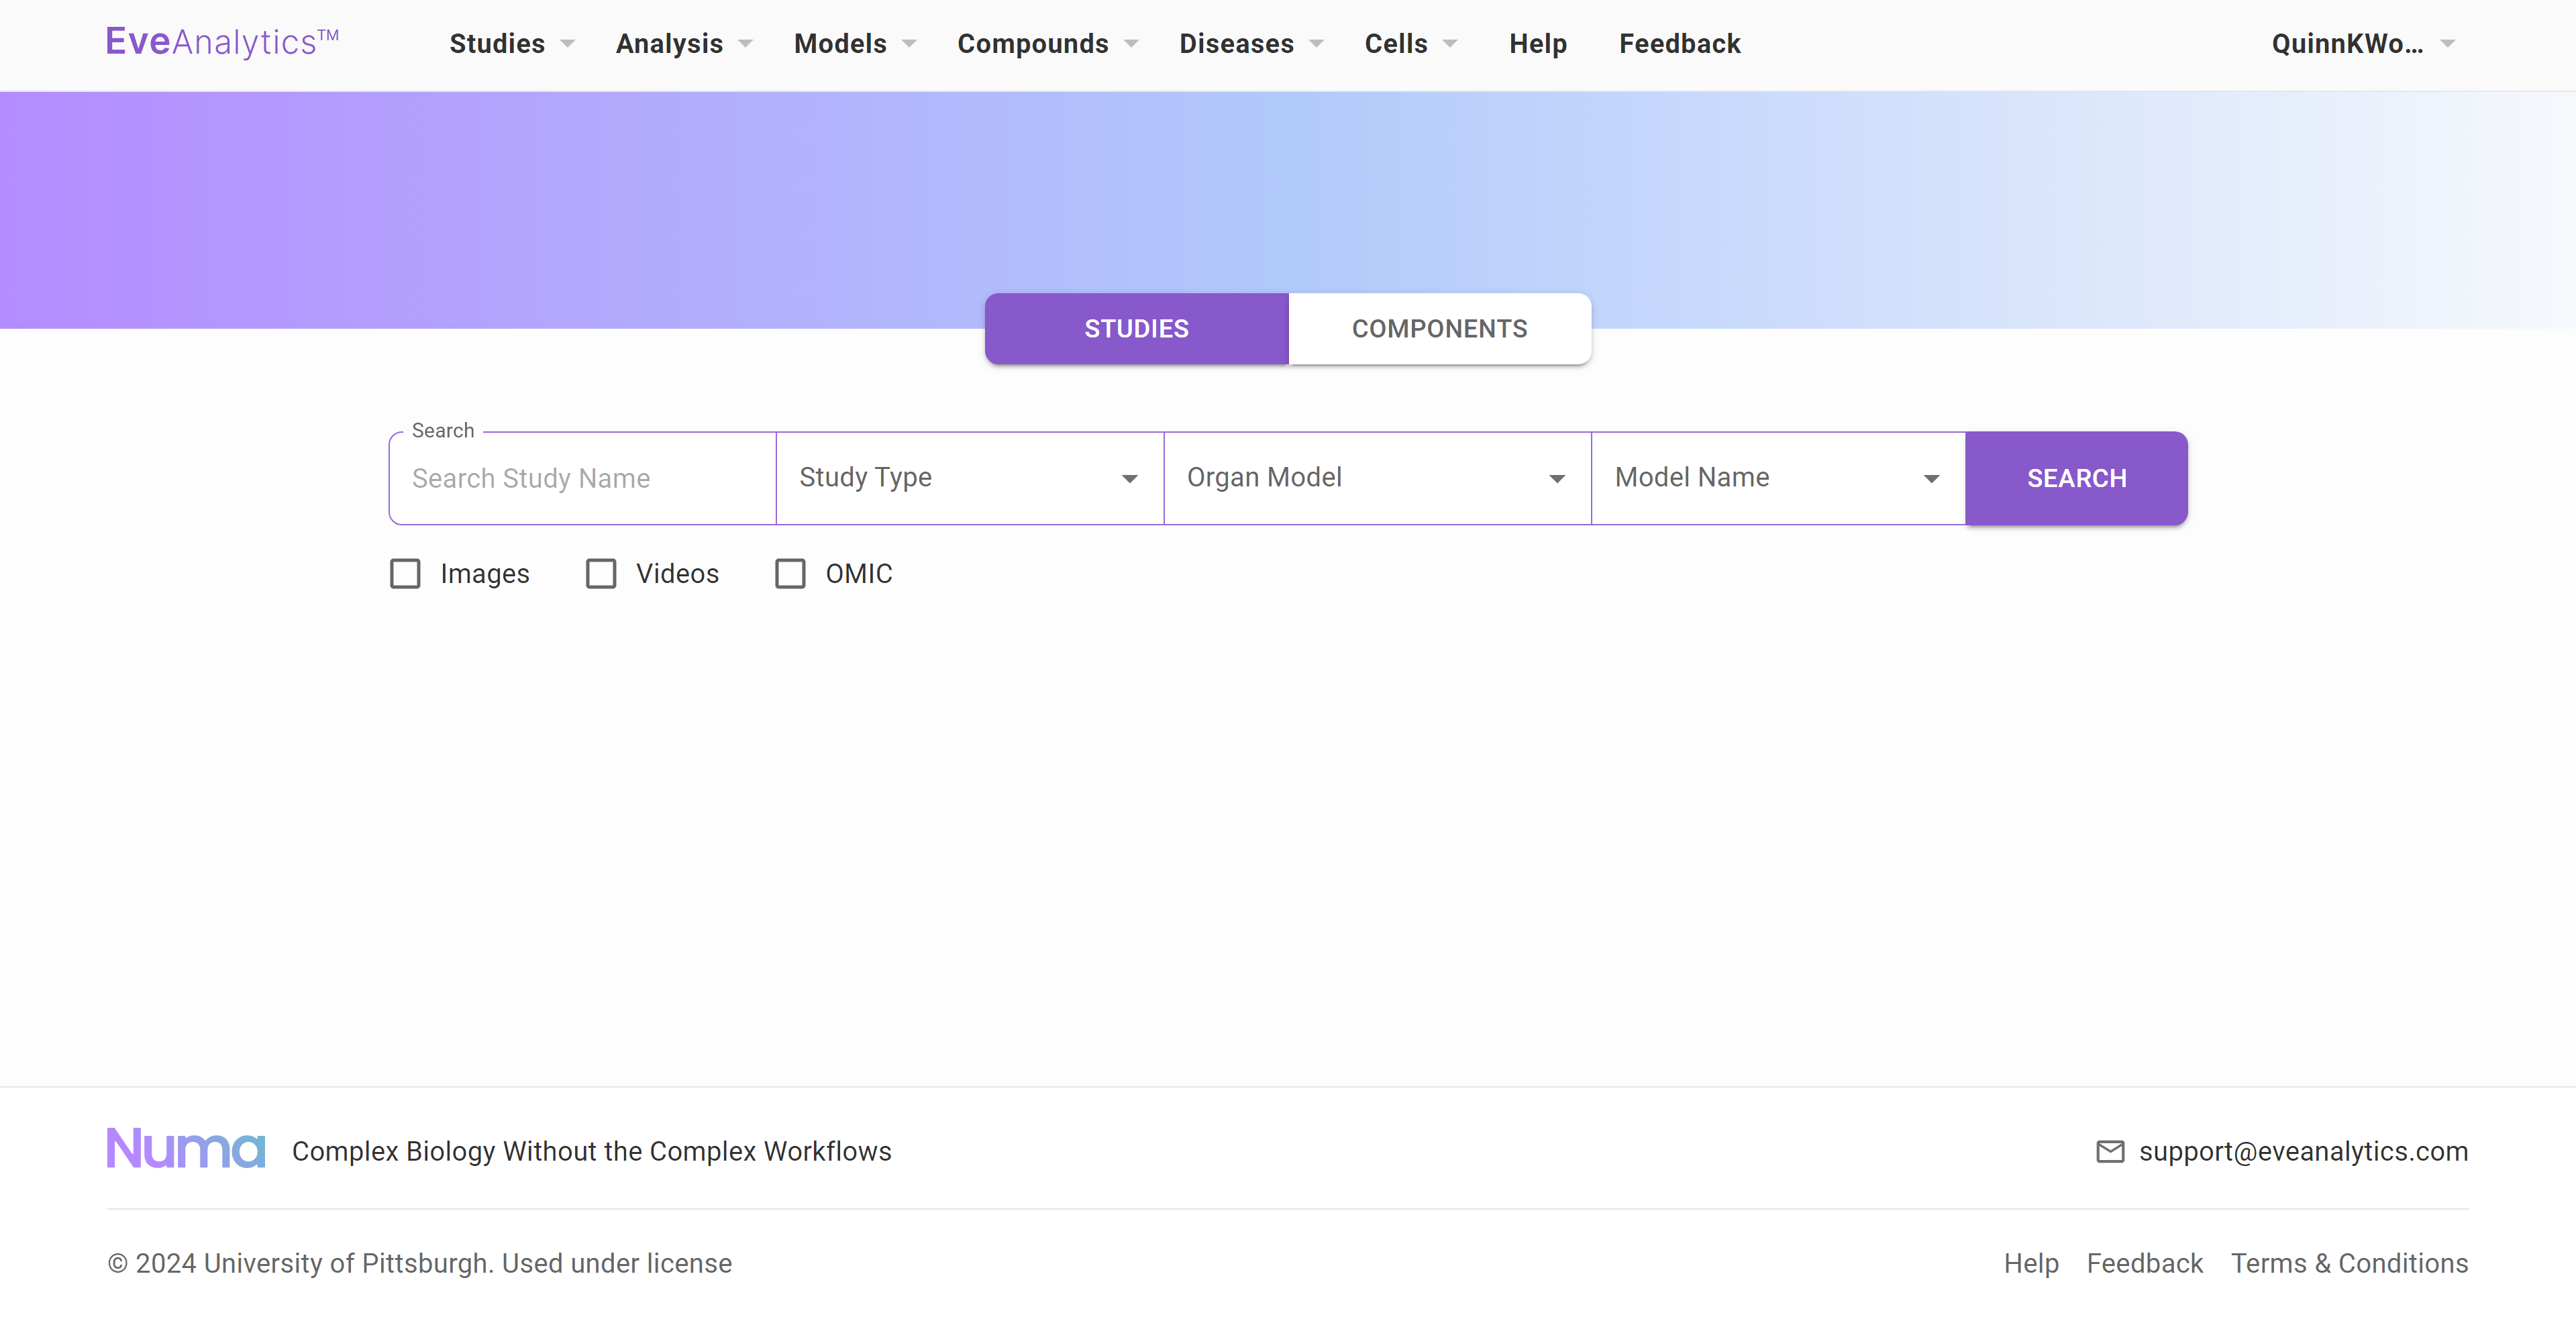 EveAnalytics™ Studies Analysis Models Compounds Diseases Cells Help Feedback QuinnKWo...
STUDIES COMPONENTS
Search
Search Study Name Study Type Organ Model Model Name SEARCH
Images Videos OMIC
Numa Complex Biology Without the Complex Workflows support@eveanalytics.com
© 2024 University of Pittsburgh. Used under license Help Feedback Terms & Conditions